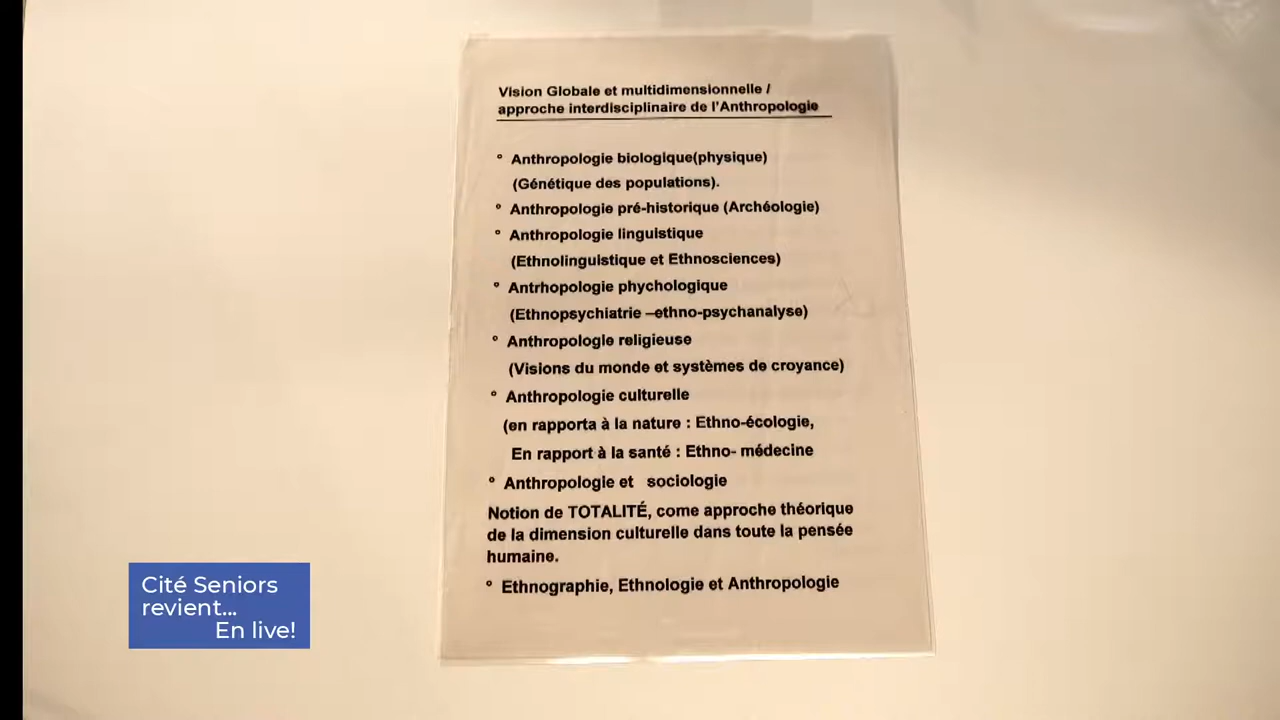 Vision Globale et multidimensionnelle /
approche interdisciplinaire de l'Anthropologie
° Anthropologie biologique(physique)
(Génétique des populations).
° Anthropologie pré-historique (Archéologie)
° Anthropologie linguistique
(Ethnolinguistique et Ethnosciences)
° Antrhopologie phychologique
(Ethnopsychiatrie –ethno-psychanalyse)
° Anthropologie religieuse
(Visions du monde et systèmes de croyance)
° Anthropologie culturelle
(en rapporta à la nature : Ethno-écologie,
En rapport à la santé : Ethno- médecine
° Anthropologie et sociologie
Notion de TOTALITÉ, come approche théorique
de la dimension culturelle dans toute la pensée
humaine.
° Ethnographie, Ethnologie et Anthropologie
Cité Seniors
revient...
En live!